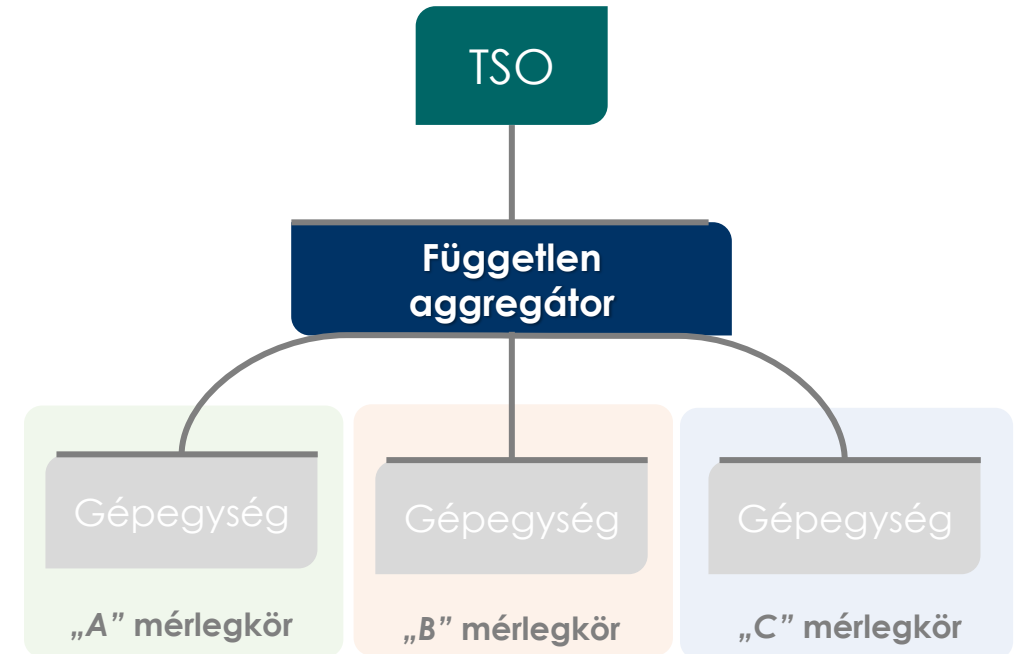 TSO
Független
aggregátor
Gépegység
Gépegység
Gépegység
„A” mérlegkör
„B” mérlegkör
„C” mérlegkör